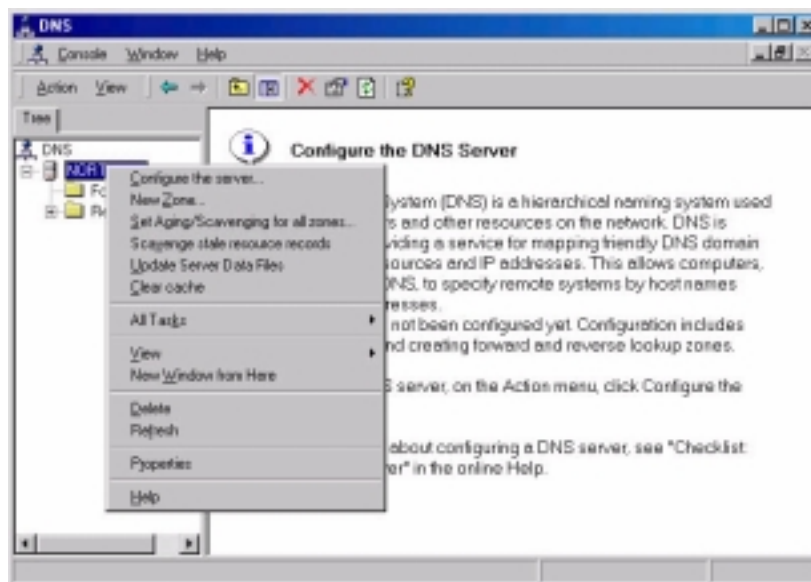 DNS
Console Window Help
Action View
Tree
DNS
NORT
Fo
Re
Configure the server...
New Zone...
Set Aging/Scavenging for all zones...
Scavenge stale resource records
Update Server Data Files
Clear cache
All Tasks
View
New Window from Here
Delete
Refresh
Properties
Help
Configure the DNS Server
ystem (DNS) is a hierarchical naming system used
s and other resources on the network. DNS is
viding a service for mapping friendly DNS domain
ources and IP addresses. This allows computers,
NS, to specify remote systems by host names
resses.
not been configured yet. Configuration includes
nd creating forward and reverse lookup zones.
S server, on the Action menu, click Configure the
about configuring a DNS server, see "Checklist:
er" in the online Help.